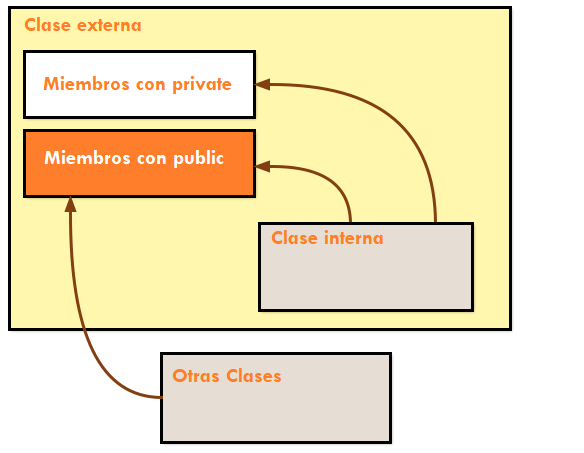 Clase externa
Miembros con private
Miembros con public
Clase interna
Otras Clases